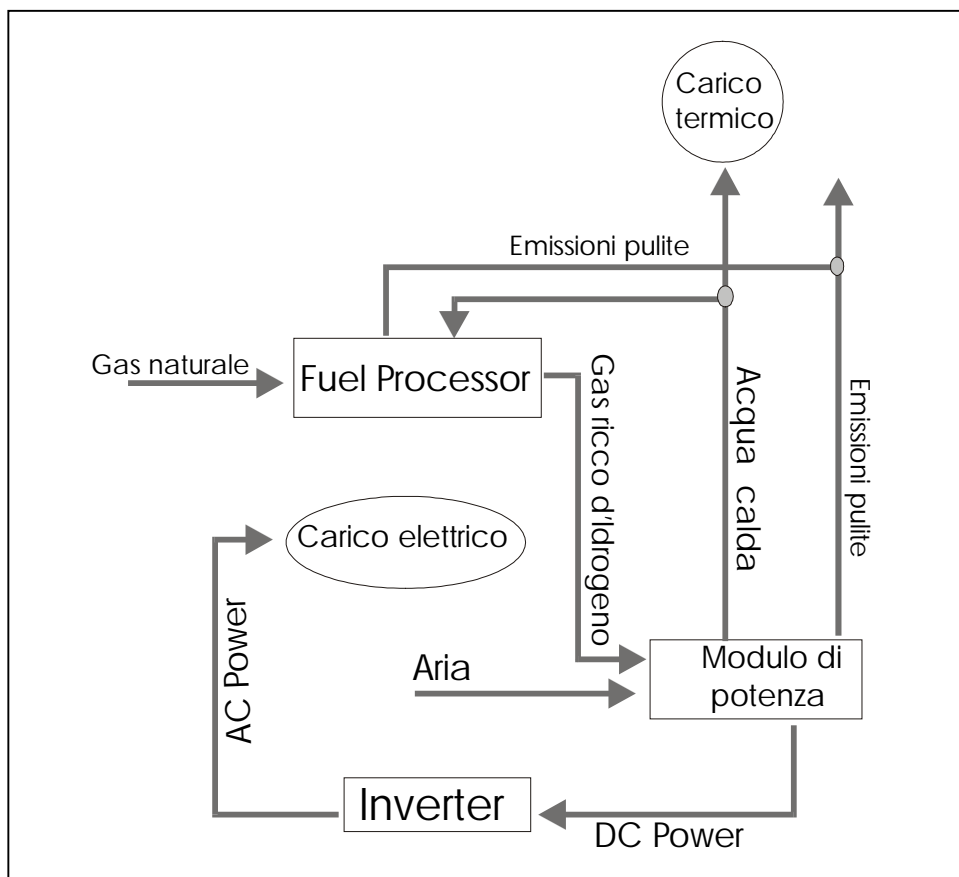 Carico
termico
Emissioni pulite
Gas naturale
Fuel Processor
Gas ricco d'Idrogeno
Acqua calda
Emissioni pulite
Carico elettrico
AC Power
Aria
Modulo di
potenza
Inverter
DC Power